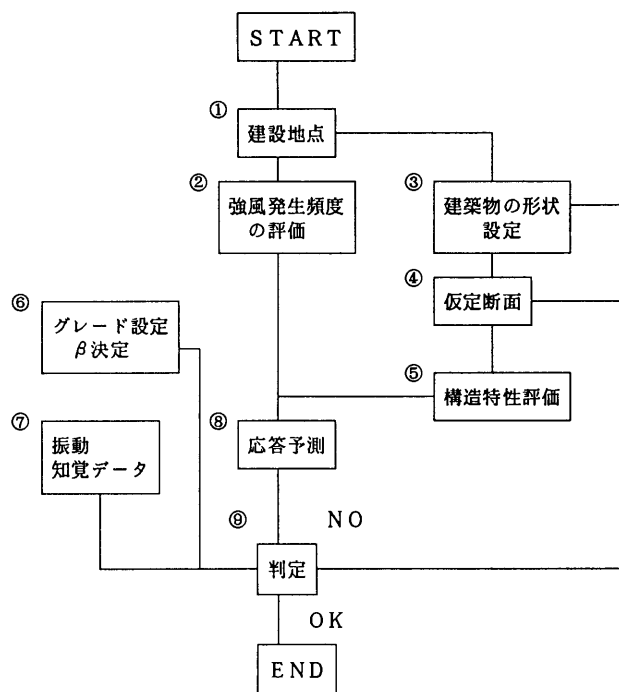 START
①
建設地点
②
強風発生頻度
の評価
③
建築物の形状
設定
④
仮定断面
⑤
構造特性評価
⑥
グレード設定
β決定
⑦
振動
知覚データ
⑧
応答予測
⑨
NO
判定
OK
END